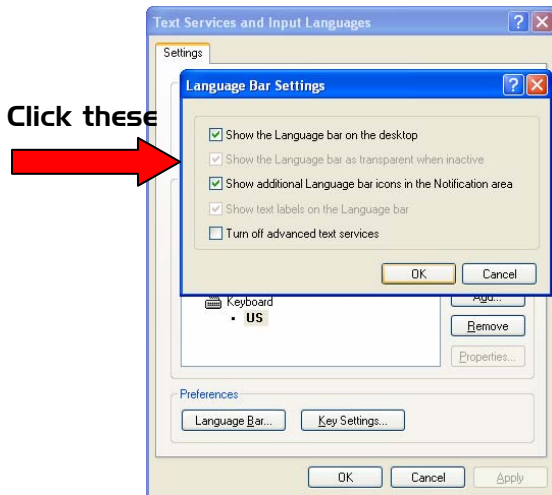 Text Services and Input Languages
Settings
Language Bar Settings
Click these
Show the Language bar on the desktop
Show the Language bar as transparent when inactive
Show additional Language bar icons in the Notification area
Show text labels on the Language bar
Turn off advanced text services
OK Cancel
Keyboard
Add...
• US
Remove
Properties...
Preferences
Language Bar... Key Settings...
OK Cancel Apply